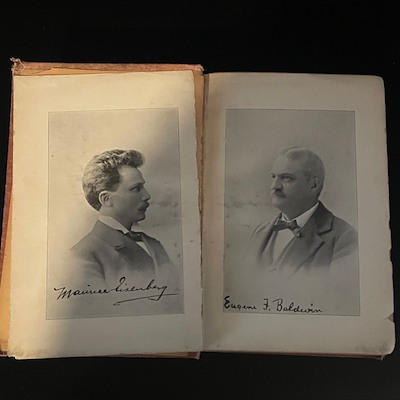 Maurice Eisenberg
Eugene F. Baldwin